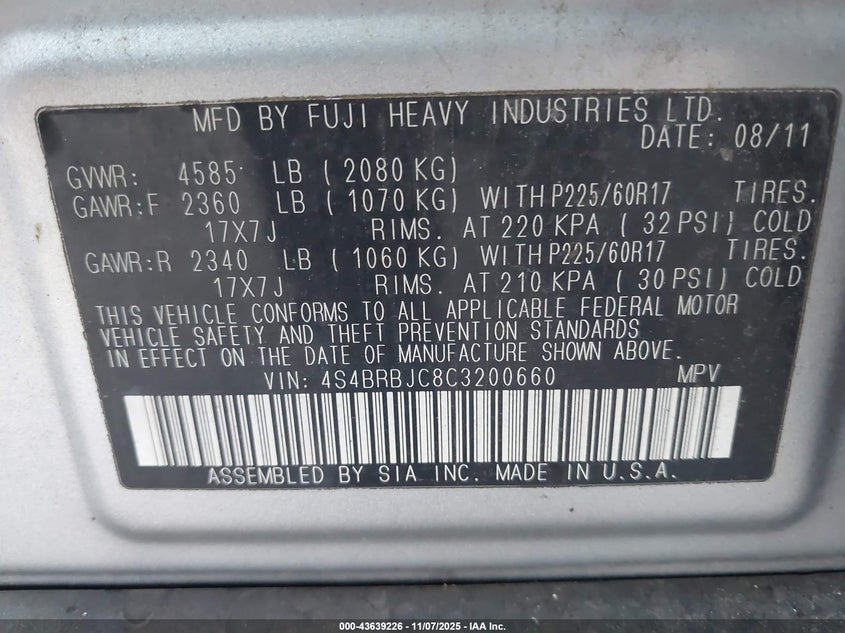 MFD BY FUJI HEAVY INDUSTRIES LTD.
DATE: 08/11
GVWR: 4585 LB ( 2080 KG)
GAWR:F 2360 LB ( 1070 KG) WITH P225/60R17 TIRES.
17X7J RIMS. AT 220 KPA ( 32 PSI) COLD
GAWR:R 2340 LB ( 1060 KG) WITH P225/60R17 TIRES.
17X7J RIMS. AT 210 KPA ( 30 PSI) COLD
THIS VEHICLE CONFORMS TO ALL APPLICABLE FEDERAL MOTOR
VEHICLE SAFETY AND THEFT PREVENTION STANDARDS
IN EFFECT ON THE DATE OF MANUFACTURE SHOWN ABOVE.
VIN: 4S4BRBJC8C3200660 MPV
ASSEMBLED BY SIA INC. MADE IN U.S.A.
000-43639226 - 11/07/2025 - IAA Inc.